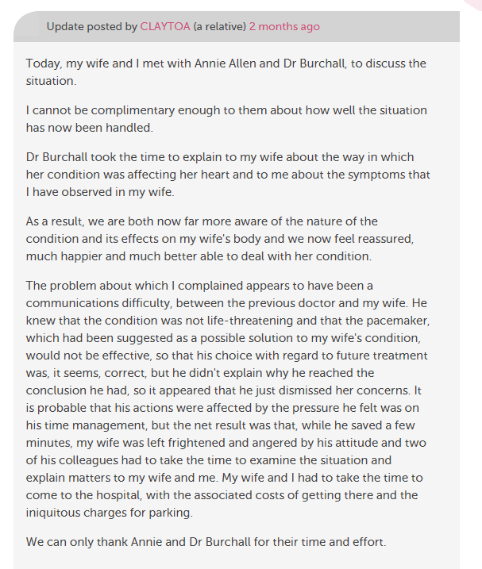 Update posted by CLAYTOA (a relative) 2 months ago
Today, my wife and I met with Annie Allen and Dr Burchall, to discuss the
situation.
I cannot be complimentary enough to them about how well the situation
has now been handled.
Dr Burchall took the time to explain to my wife about the way in which
her condition was affecting her heart and to me about the symptoms that
I have observed in my wife.
As a result, we are both now far more aware of the nature of the
condition and its effects on my wife's body and we now feel reassured,
much happier and much better able to deal with her condition.
The problem about which I complained appears to have been a
communications difficulty, between the previous doctor and my wife. He
knew that the condition was not life-threatening and that the pacemaker,
which had been suggested as a possible solution to my wife's condition,
would not be effective, so that his choice with regard to future treatment
was, it seems, correct, but he didn't explain why he reached the
conclusion he had, so it appeared that he just dismissed her concerns. It
is probable that his actions were affected by the pressure he felt was on
his time management, but the net result was that, while he saved a few
minutes, my wife was left frightened and angered by his attitude and two
of his colleagues had to take the time to examine the situation and
explain matters to my wife and me. My wife and I had to take the time to
come to the hospital, with the associated costs of getting there and the
iniquitous charges for parking.
We can only thank Annie and Dr Burchall for their time and effort.